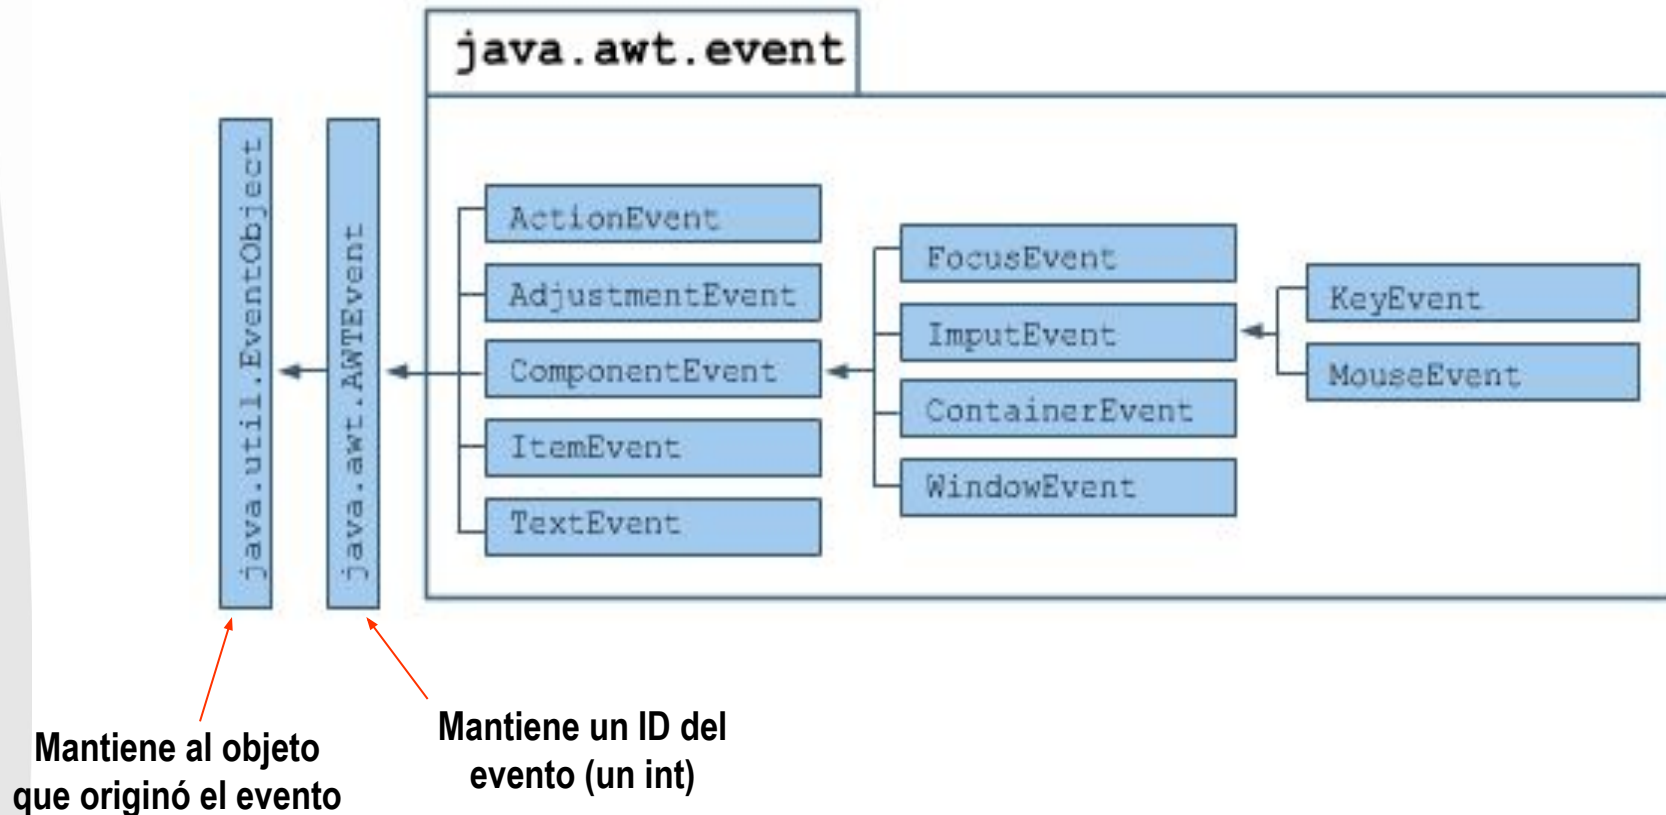 java.awt.event
java.util.EventObject
java.awt.AWTEvent
ActionEvent
AdjustmentEvent
ComponentEvent
ItemEvent
TextEvent
FocusEvent
ImputEvent
ContainerEvent
WindowEvent
KeyEvent
MouseEvent
Mantiene al objeto
que originó el evento
Mantiene un ID del
evento (un int)